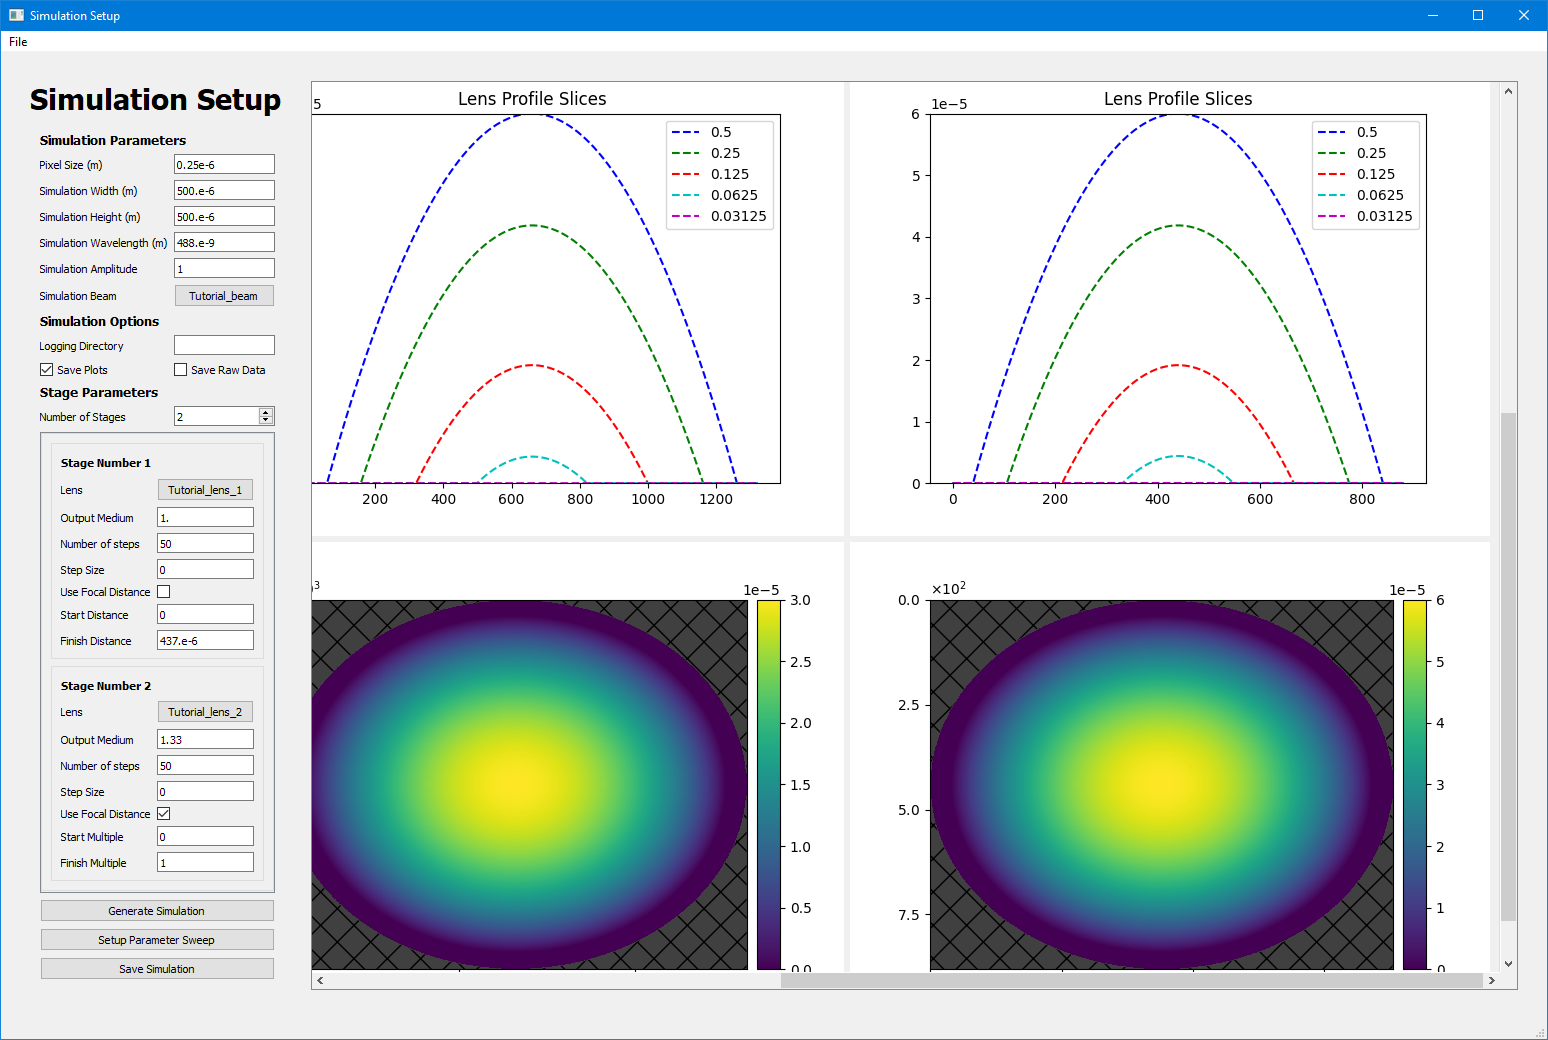 Simulation Setup
File
Simulation Setup
Simulation Parameters
Pixel Size (m) 0.25e-6
Simulation Width (m) 500.e-6
Simulation Height (m) 500.e-6
Simulation Wavelength (m) 488.e-9
Simulation Amplitude 1
Simulation Beam Tutorial_beam
Simulation Options
Logging Directory
Save Plots Save Raw Data
Stage Parameters
Number of Stages 2
Stage Number 1
Lens Tutorial_lens_1
Output Medium 1.
Number of steps 50
Step Size 0
Use Focal Distance
Start Distance 0
Finish Distance 437.e-6
Stage Number 2
Lens Tutorial_lens_2
Output Medium 1.33
Number of steps 50
Step Size 0
Use Focal Distance
Start Multiple 0
Finish Multiple 1
Generate Simulation
Setup Parameter Sweep
Save Simulation
5 Lens Profile Slices
0.5
0.25
0.125
0.0625
0.03125
200 400 600 800 1000 1200
1e−5 Lens Profile Slices
6
5
4
3
2
1
0
0.5
0.25
0.125
0.0625
0.03125
0 200 400 600 800
3 1e−5
3.0
2.5
2.0
1.5
1.0
0.5
0.0
×10² 1e−5
0.0
2.5
5.0
7.5
6
5
4
3
2
1
0